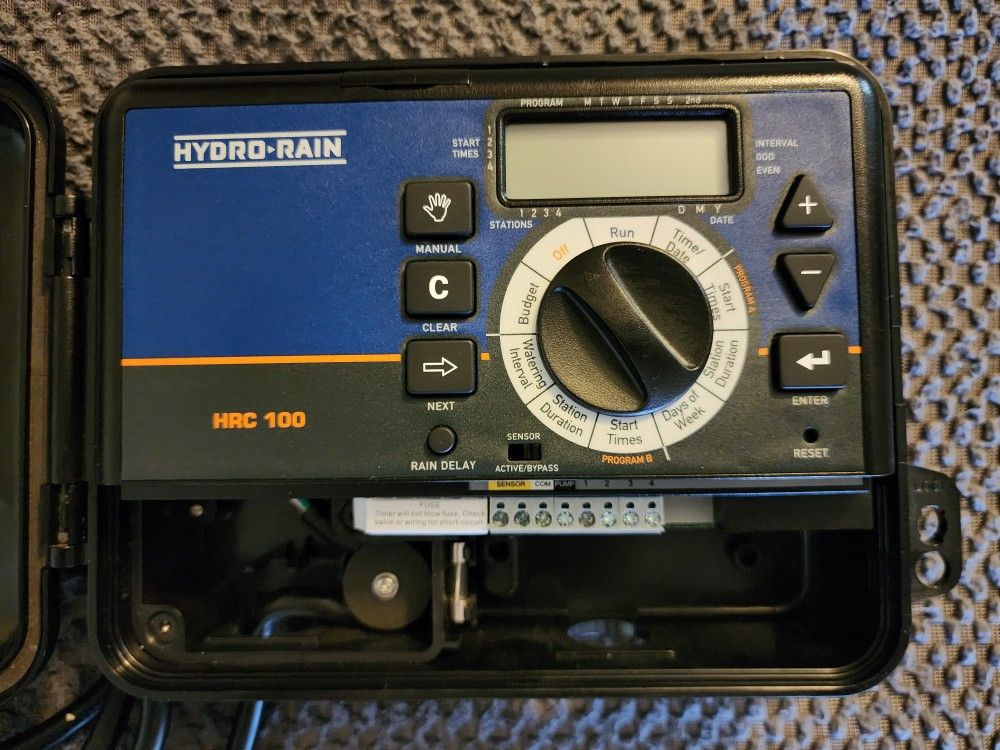 PROGRAM M T W T F S S 2nd
HYDRO-RAIN
START
TIMES
1
2
3
4
INTERVAL
ODD
EVEN
1 2 3 4
STATIONS
D M Y
DATE
MANUAL
+
C
CLEAR
-
NEXT
ENTER
Off
Run
Time/
Date
PROGRAM A
Start
Times
Station
Duration
Days of
Week
Start
Times
PROGRAM B
Station
Duration
Watering
Interval
Budget
HRC 100
RAIN DELAY
SENSOR
ACTIVE/BYPASS
RESET
SENSOR COM PUMP 1 2 3 4
FUSE
Timer will not blow fuse. Check
valve or wiring for short-circuit
LOCK